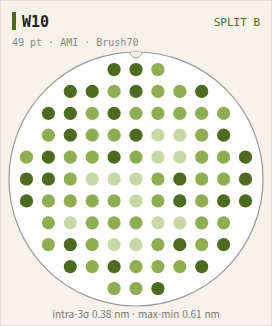 W10
SPLIT B
49 pt · AMI · Brush70
intra-3σ 0.38 nm · max-min 0.61 nm